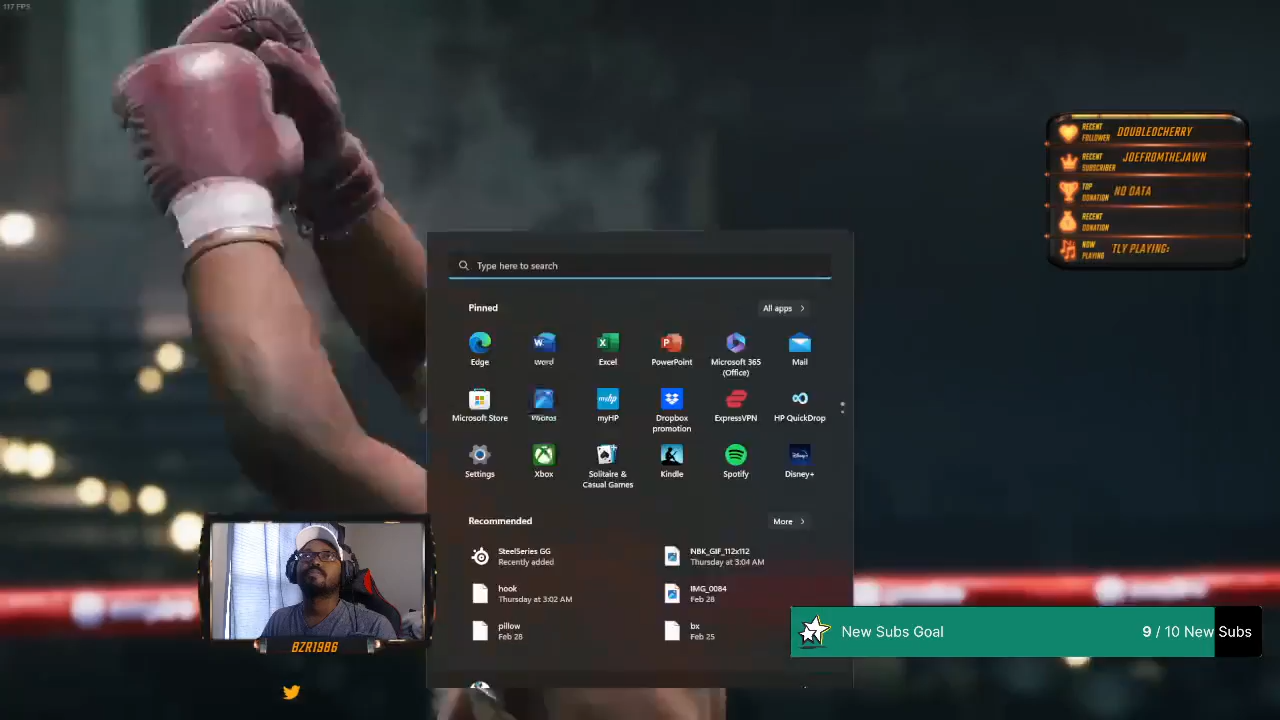 117 FPS
RECENT FOLLOWER DOUBLEOCHERRY
RECENT SUBSCRIBER JOEFROMTHEJAWN
TOP DONATION NO DATA
RECENT DONATION
NOW PLAYING TLY PLAYING:
Type here to search
Pinned
All apps
Edge
Word
Excel
PowerPoint
Microsoft 365
(Office)
Mail
Microsoft Store
Photos
myHP
Dropbox
promotion
ExpressVPN
HP QuickDrop
Settings
Xbox
Solitaire &
Casual Games
Kindle
Spotify
Disney+
Recommended
More
SteelSeries GG
Recently added
NBK_GIF_112x112
Thursday at 3:04 AM
hook
Thursday at 3:02 AM
IMG_0084
Feb 28
pillow
Feb 28
bx
Feb 25
New Subs Goal
9 / 10 New Subs
BZR1986